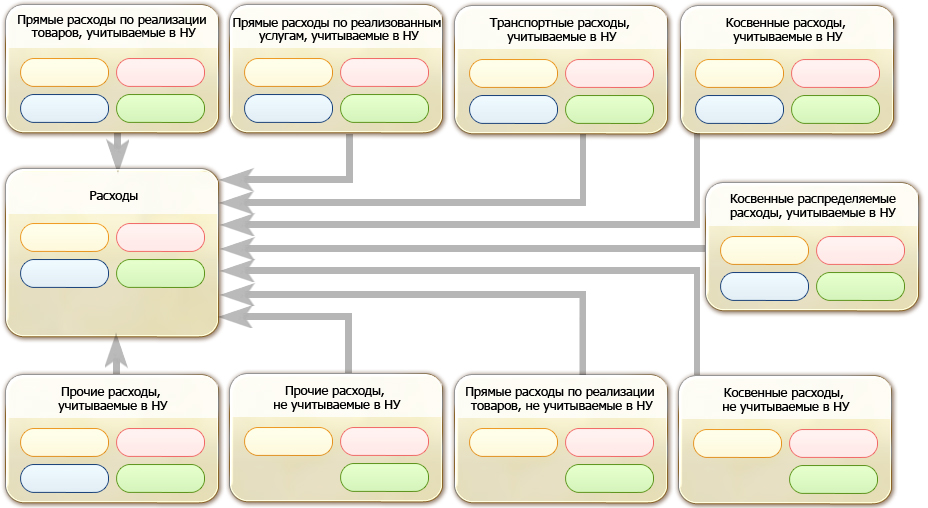 Прямые расходы по реализации
товаров, учитываемые в НУ
Прямые расходы по реализованным
услугам, учитываемые в НУ
Транспортные расходы,
учитываемые в НУ
Косвенные расходы,
учитываемые в НУ
Расходы
Косвенные распределяемые
расходы, учитываемые в НУ
Прочие расходы,
учитываемые в НУ
Прочие расходы,
не учитываемые в НУ
Прямые расходы по реализации
товаров, не учитываемые в НУ
Косвенные расходы,
не учитываемые в НУ